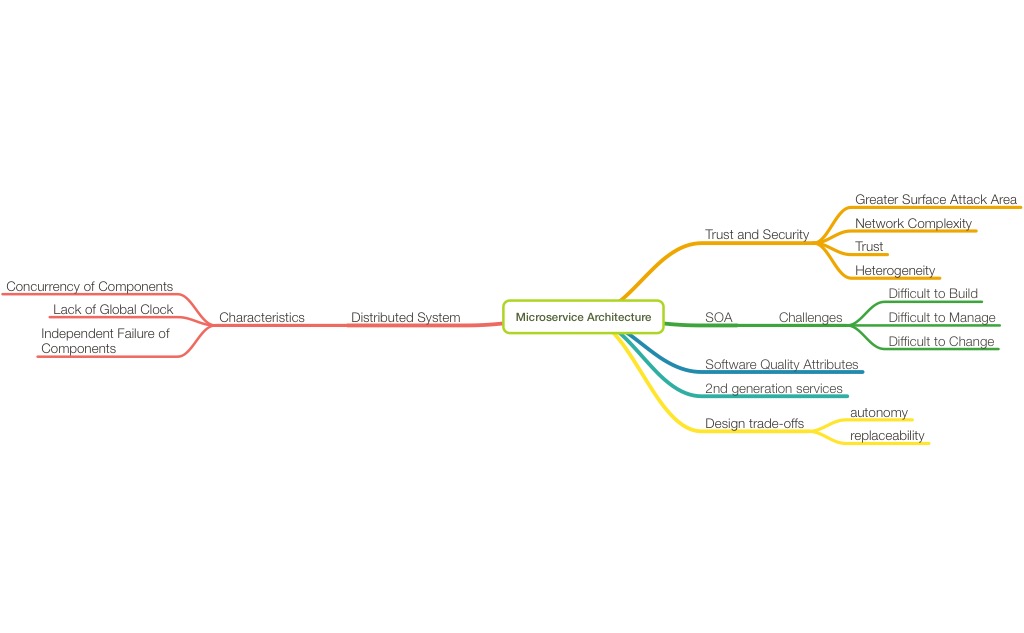 Microservice Architecture
Trust and Security
Greater Surface Attack Area
Network Complexity
Trust
Heterogeneity
SOA
Challenges
Difficult to Build
Difficult to Manage
Difficult to Change
Software Quality Attributes
2nd generation services
Design trade-offs
autonomy
replaceability
Distributed System
Characteristics
Concurrency of Components
Lack of Global Clock
Independent Failure of
Components